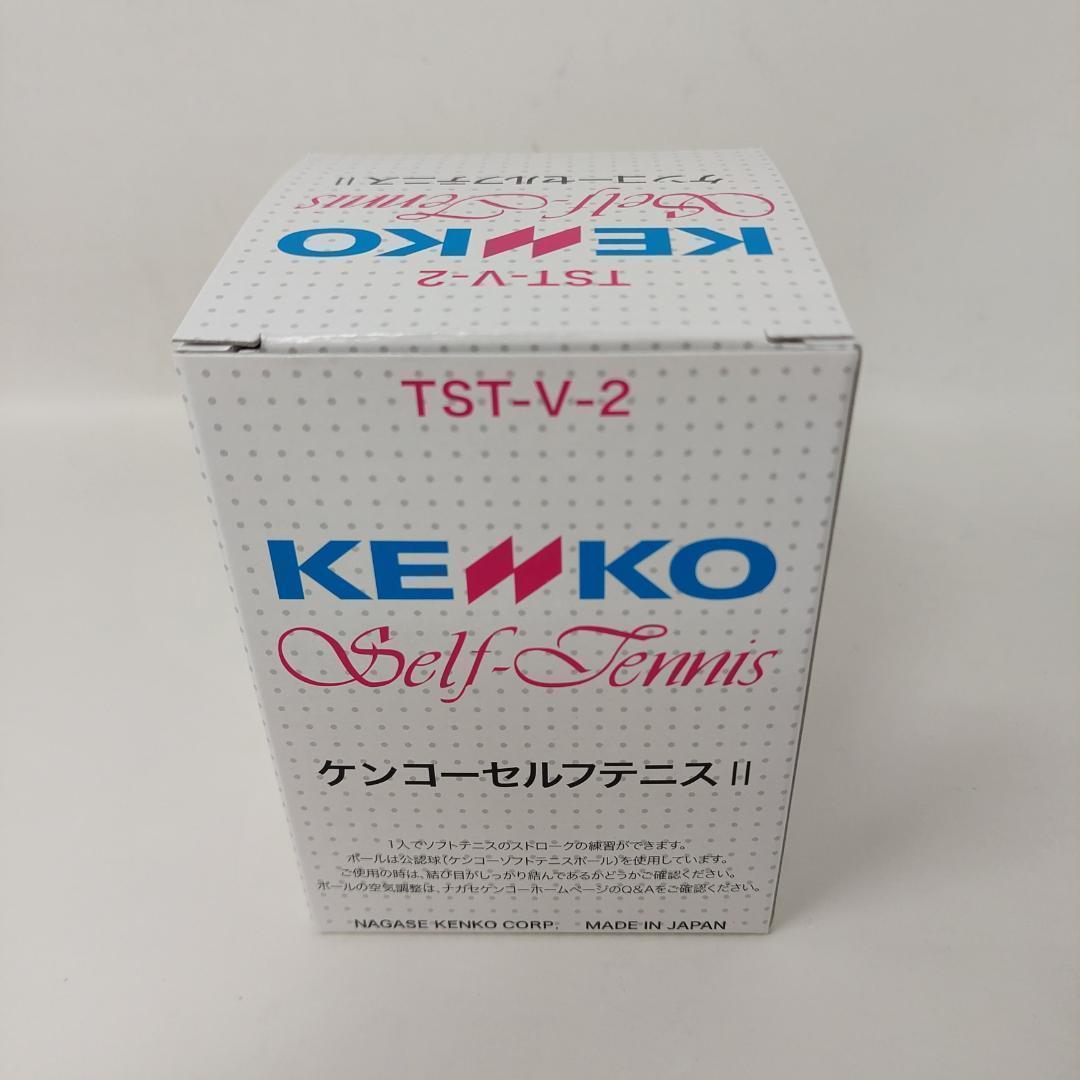 ケンコーセルフテニスII
Self-Tennis
KENKO
TST-V-2
TST-V-2
KENKO
Self-Tennis
ケンコーセルフテニスII
1人でソフトテニスのストロークの練習ができます。
ボールは公認球(ケンコーソフトテニスボール)を使用しています。
ご使用の時は、結び目がしっかり結んであるかどうかご確認ください。
ボールの空気調整は、ナガセケンコーホームページのQ&Aをご確認ください。
NAGASE KENKO CORP. MADE IN JAPAN